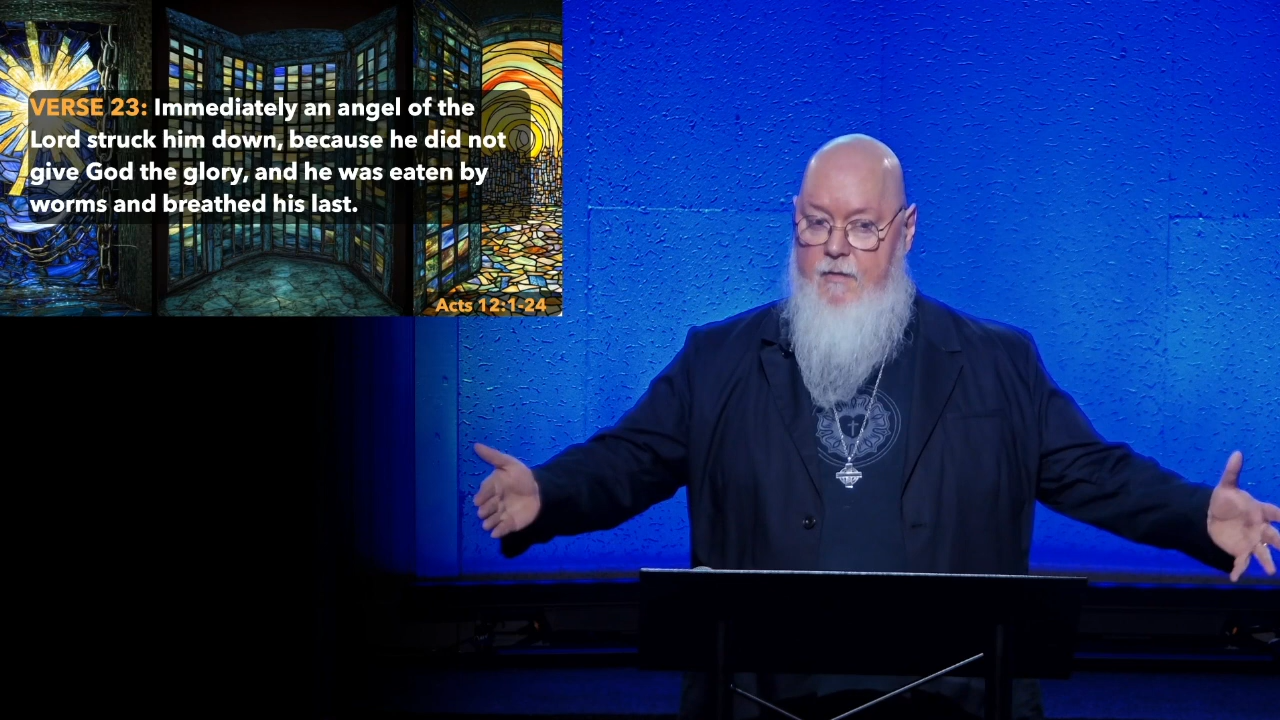 VERSE 23: Immediately an angel of the
Lord struck him down, because he did not
give God the glory, and he was eaten by
worms and breathed his last.
Acts 12:1-24